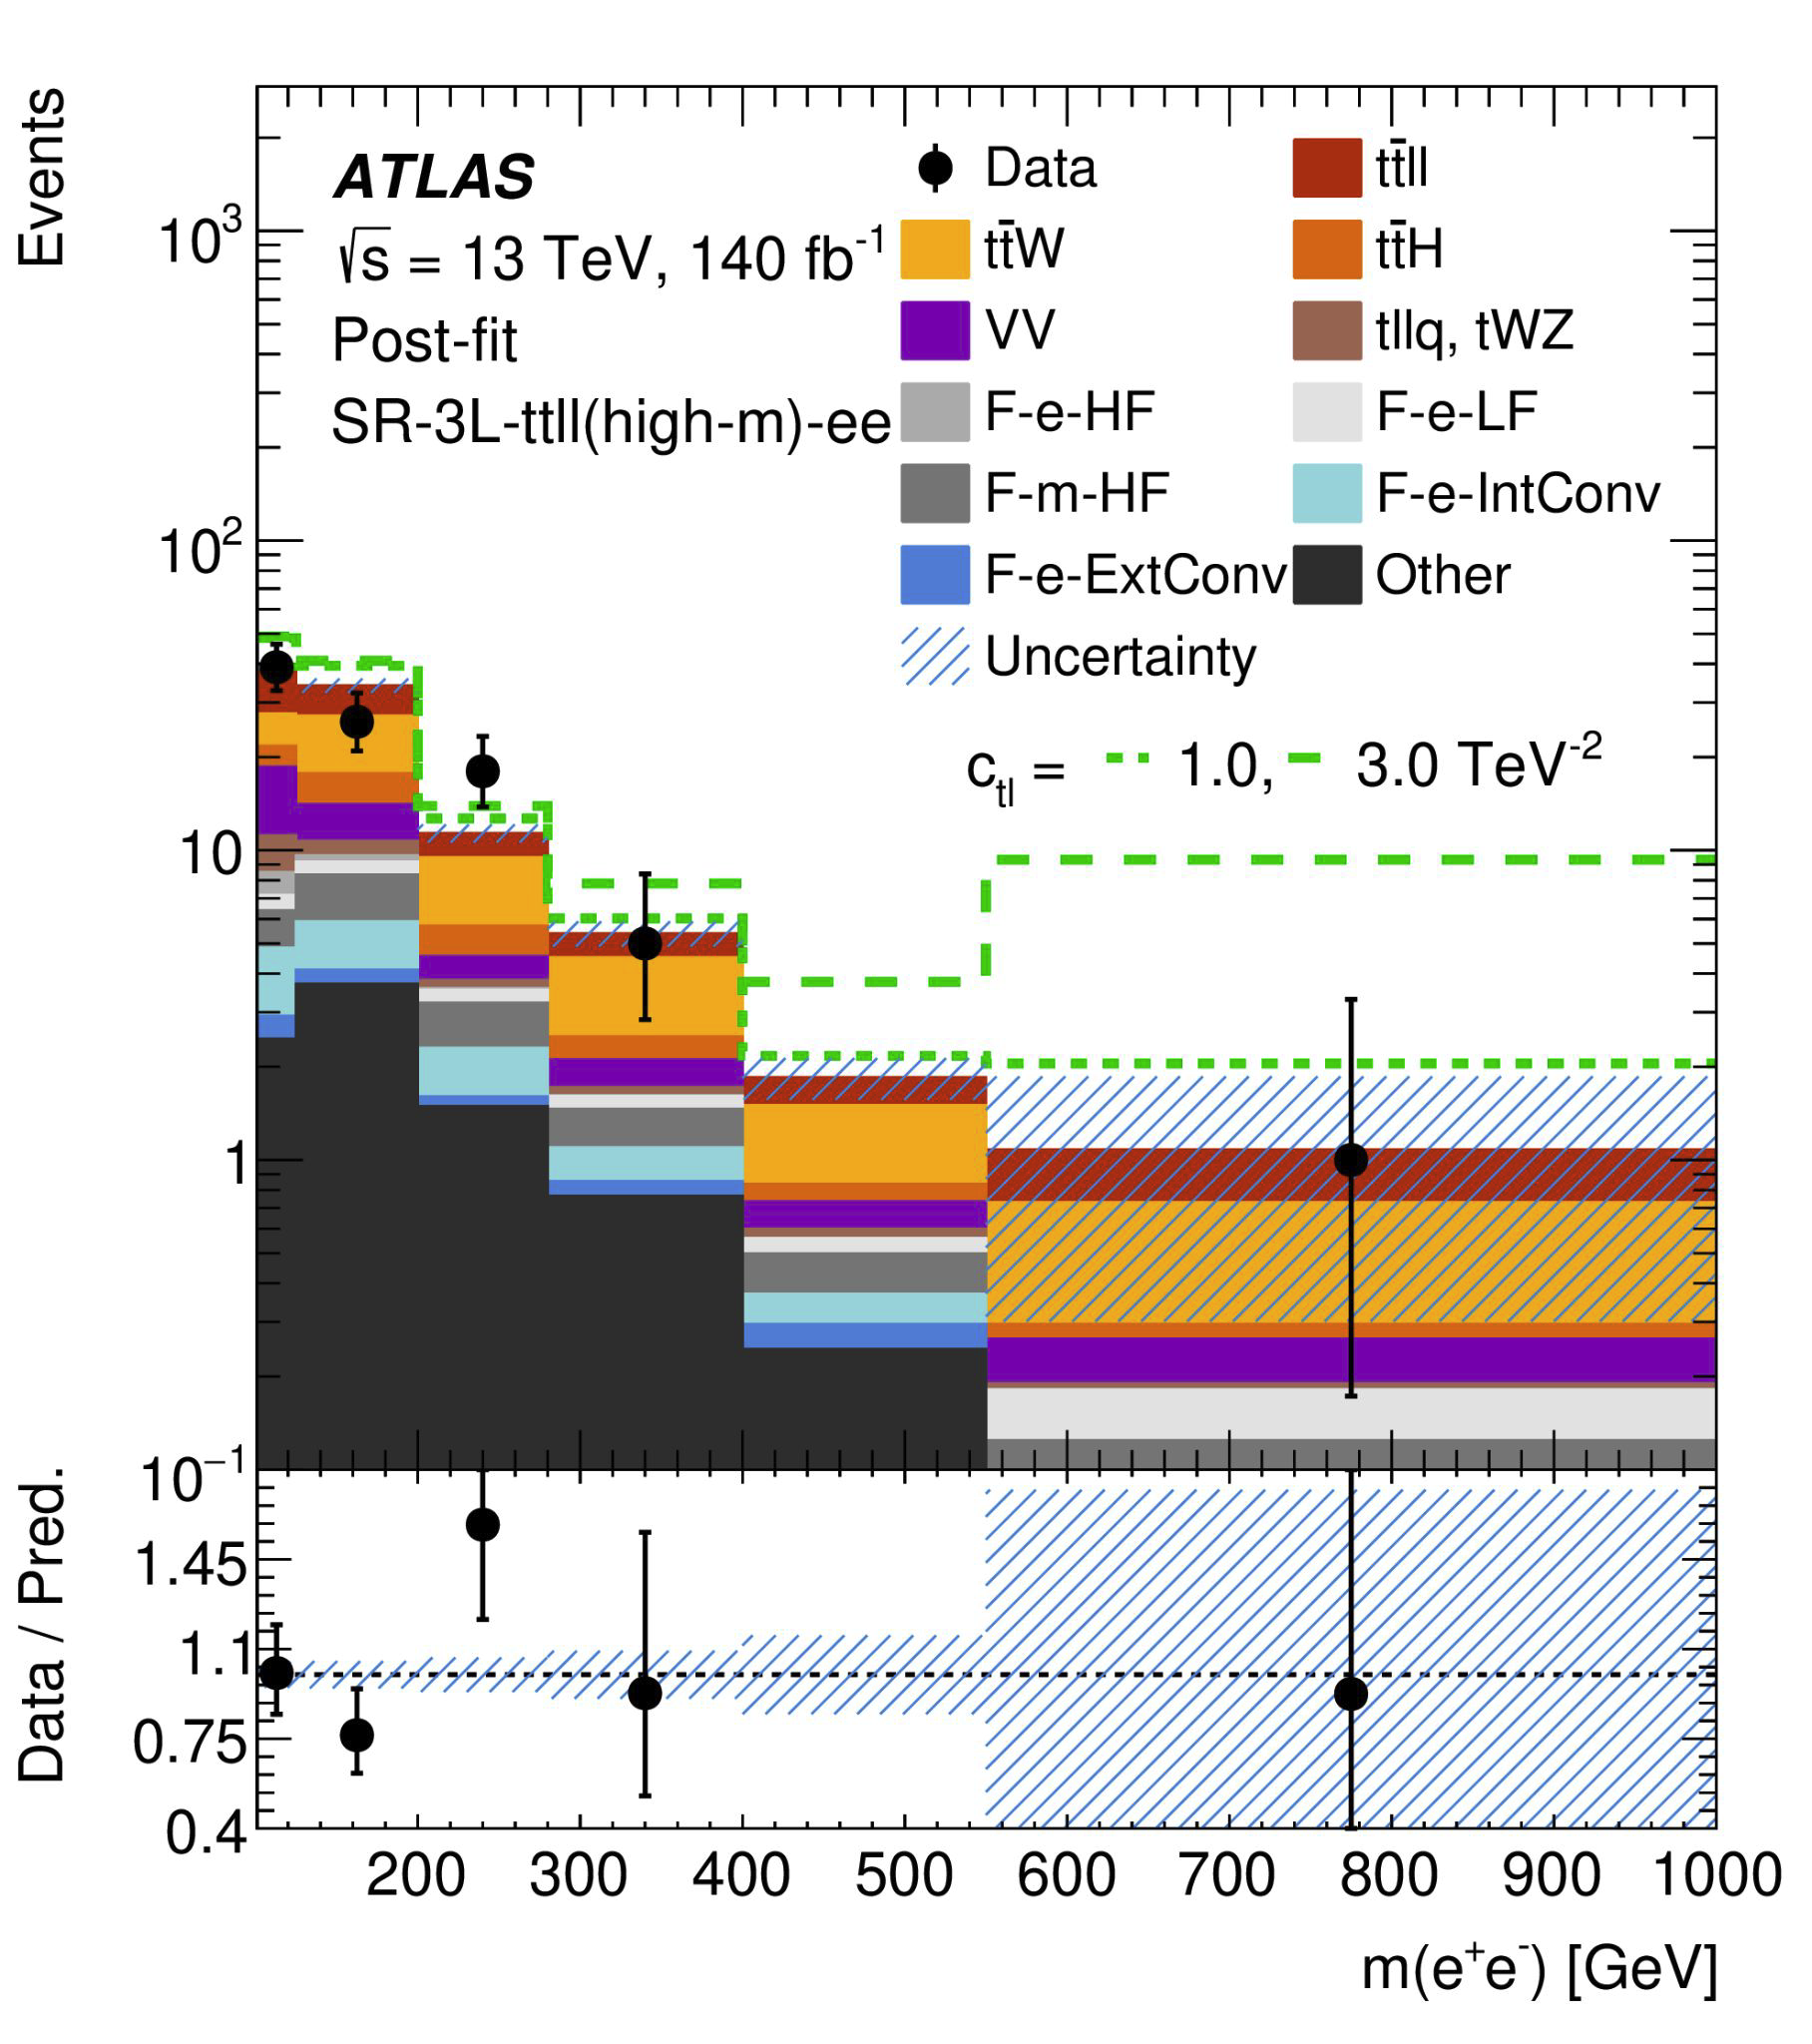 Events
10³
10²
10
1
10⁻¹
ATLAS
√s = 13 TeV, 140 fb⁻¹
Post-fit
SR-3L-ttll(high-m)-ee
Data
tt̄ll
tt̄W
tt̄H
VV
tllq, tWZ
F-e-HF
F-e-LF
F-m-HF
F-e-IntConv
F-e-ExtConv
Other
Uncertainty
c_tl = 1.0, 3.0 TeV⁻²
Data / Pred.
1.45
1.1
0.75
0.4
200 300 400 500 600 700 800 900 1000
m(e⁺e⁻) [GeV]